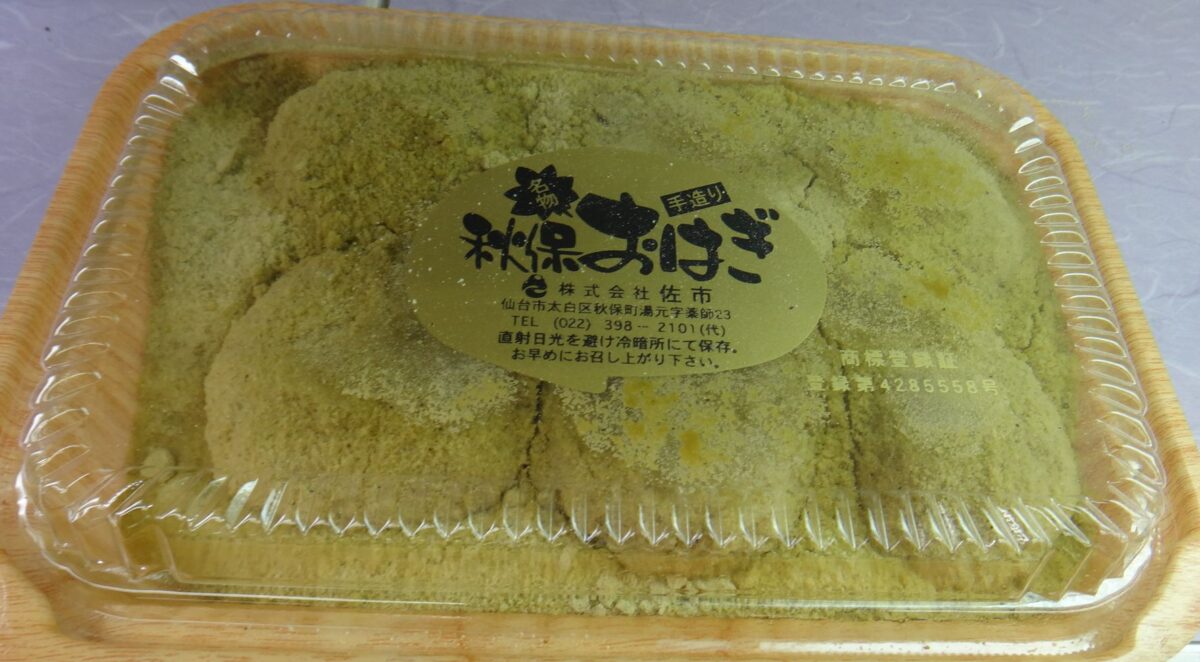 名物
手造り
秋保おはぎ
株式会社 佐市
仙台市太白区秋保町湯元字薬師23
TEL (022) 398-2101(代)
直射日光を避け冷暗所にて保存。
お早めにお召し上がり下さい。
商標登録証
登録第4285558号